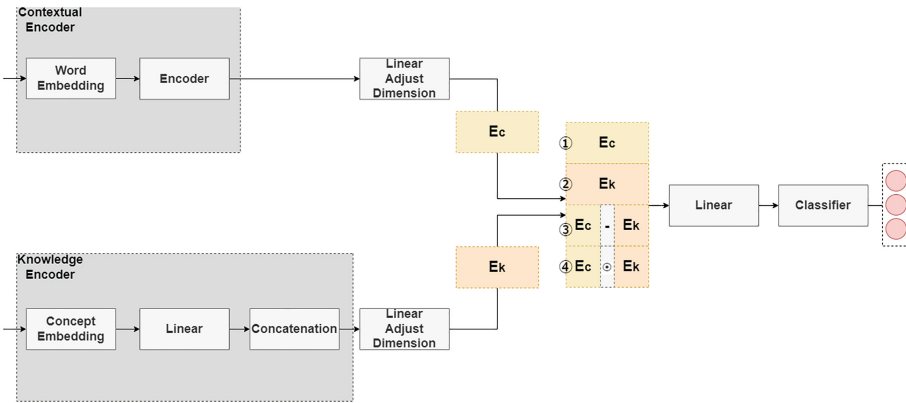 Contextual
Encoder
Word
Embedding
Encoder
Linear
Adjust
Dimension
Ec
① Ec
② Ek
③ Ec - Ek
④ Ec ⊙ Ek
Linear
Classifier
Ek
Knowledge
Encoder
Concept
Embedding
Linear
Concatenation
Linear
Adjust
Dimension